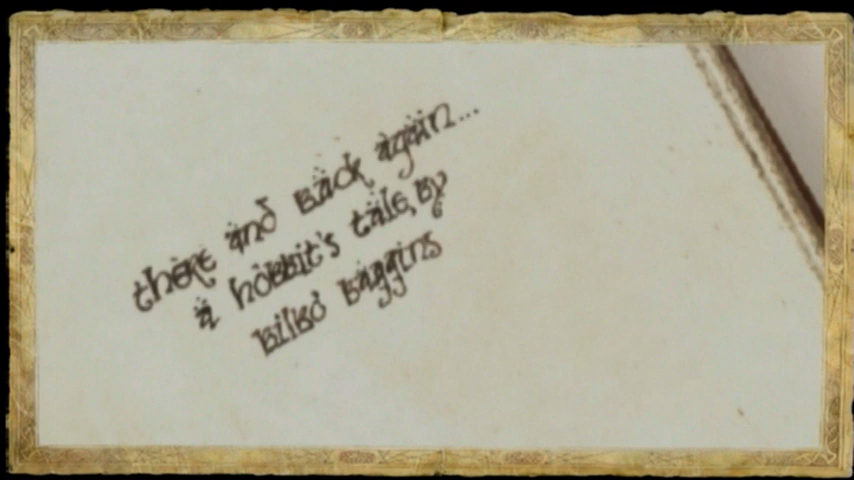 there and back again...
a hobbit's tale, by
bilbo baggins